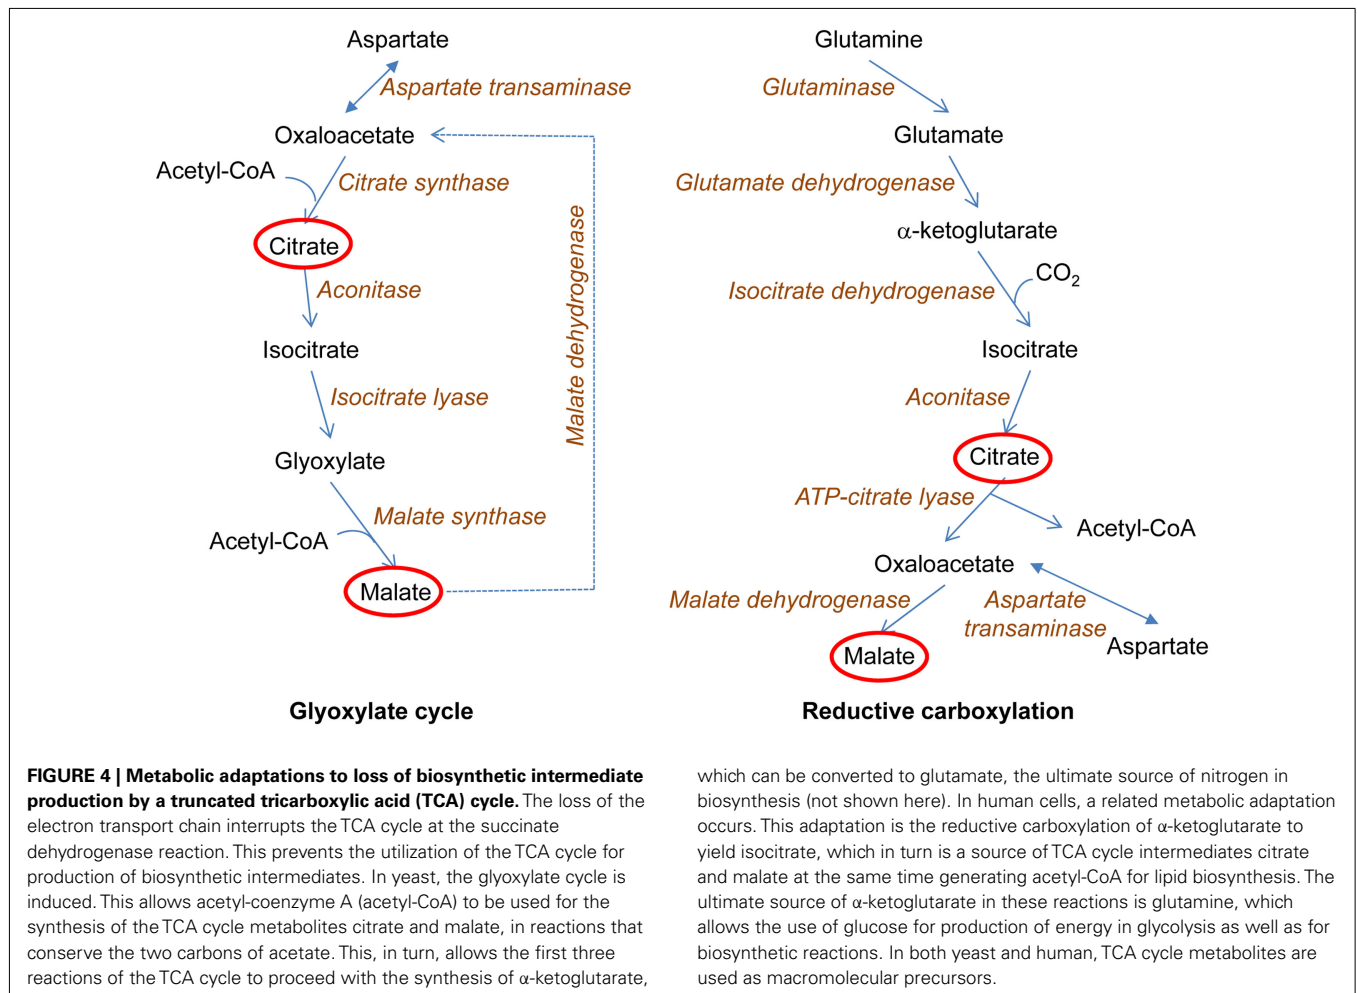 Aspartate
Aspartate transaminase
Oxaloacetate
Acetyl-CoA
Citrate synthase
Citrate
Aconitase
Isocitrate
Isocitrate lyase
Glyoxylate
Malate synthase
Acetyl-CoA
Malate
Malate dehydrogenase
Glyoxylate cycle
Glutamine
Glutaminase
Glutamate
Glutamate dehydrogenase
α-ketoglutarate
CO2
Isocitrate dehydrogenase
Isocitrate
Aconitase
Citrate
ATP-citrate lyase
Acetyl-CoA
Oxaloacetate
Malate dehydrogenase
Aspartate
transaminase
Malate
Aspartate
Reductive carboxylation
FIGURE 4 | Metabolic adaptations to loss of biosynthetic intermediate
production by a truncated tricarboxylic acid (TCA) cycle. The loss of the
electron transport chain interrupts the TCA cycle at the succinate
dehydrogenase reaction. This prevents the utilization of the TCA cycle for
production of biosynthetic intermediates. In yeast, the glyoxylate cycle is
induced. This allows acetyl-coenzyme A (acetyl-CoA) to be used for the
synthesis of the TCA cycle metabolites citrate and malate, in reactions that
conserve the two carbons of acetate. This, in turn, allows the first three
reactions of the TCA cycle to proceed with the synthesis of α-ketoglutarate,
which can be converted to glutamate, the ultimate source of nitrogen in
biosynthesis (not shown here). In human cells, a related metabolic adaptation
occurs. This adaptation is the reductive carboxylation of α-ketoglutarate to
yield isocitrate, which in turn is a source of TCA cycle intermediates citrate
and malate at the same time generating acetyl-CoA for lipid biosynthesis. The
ultimate source of α-ketoglutarate in these reactions is glutamine, which
allows the use of glucose for production of energy in glycolysis as well as for
biosynthetic reactions. In both yeast and human, TCA cycle metabolites are
used as macromolecular precursors.